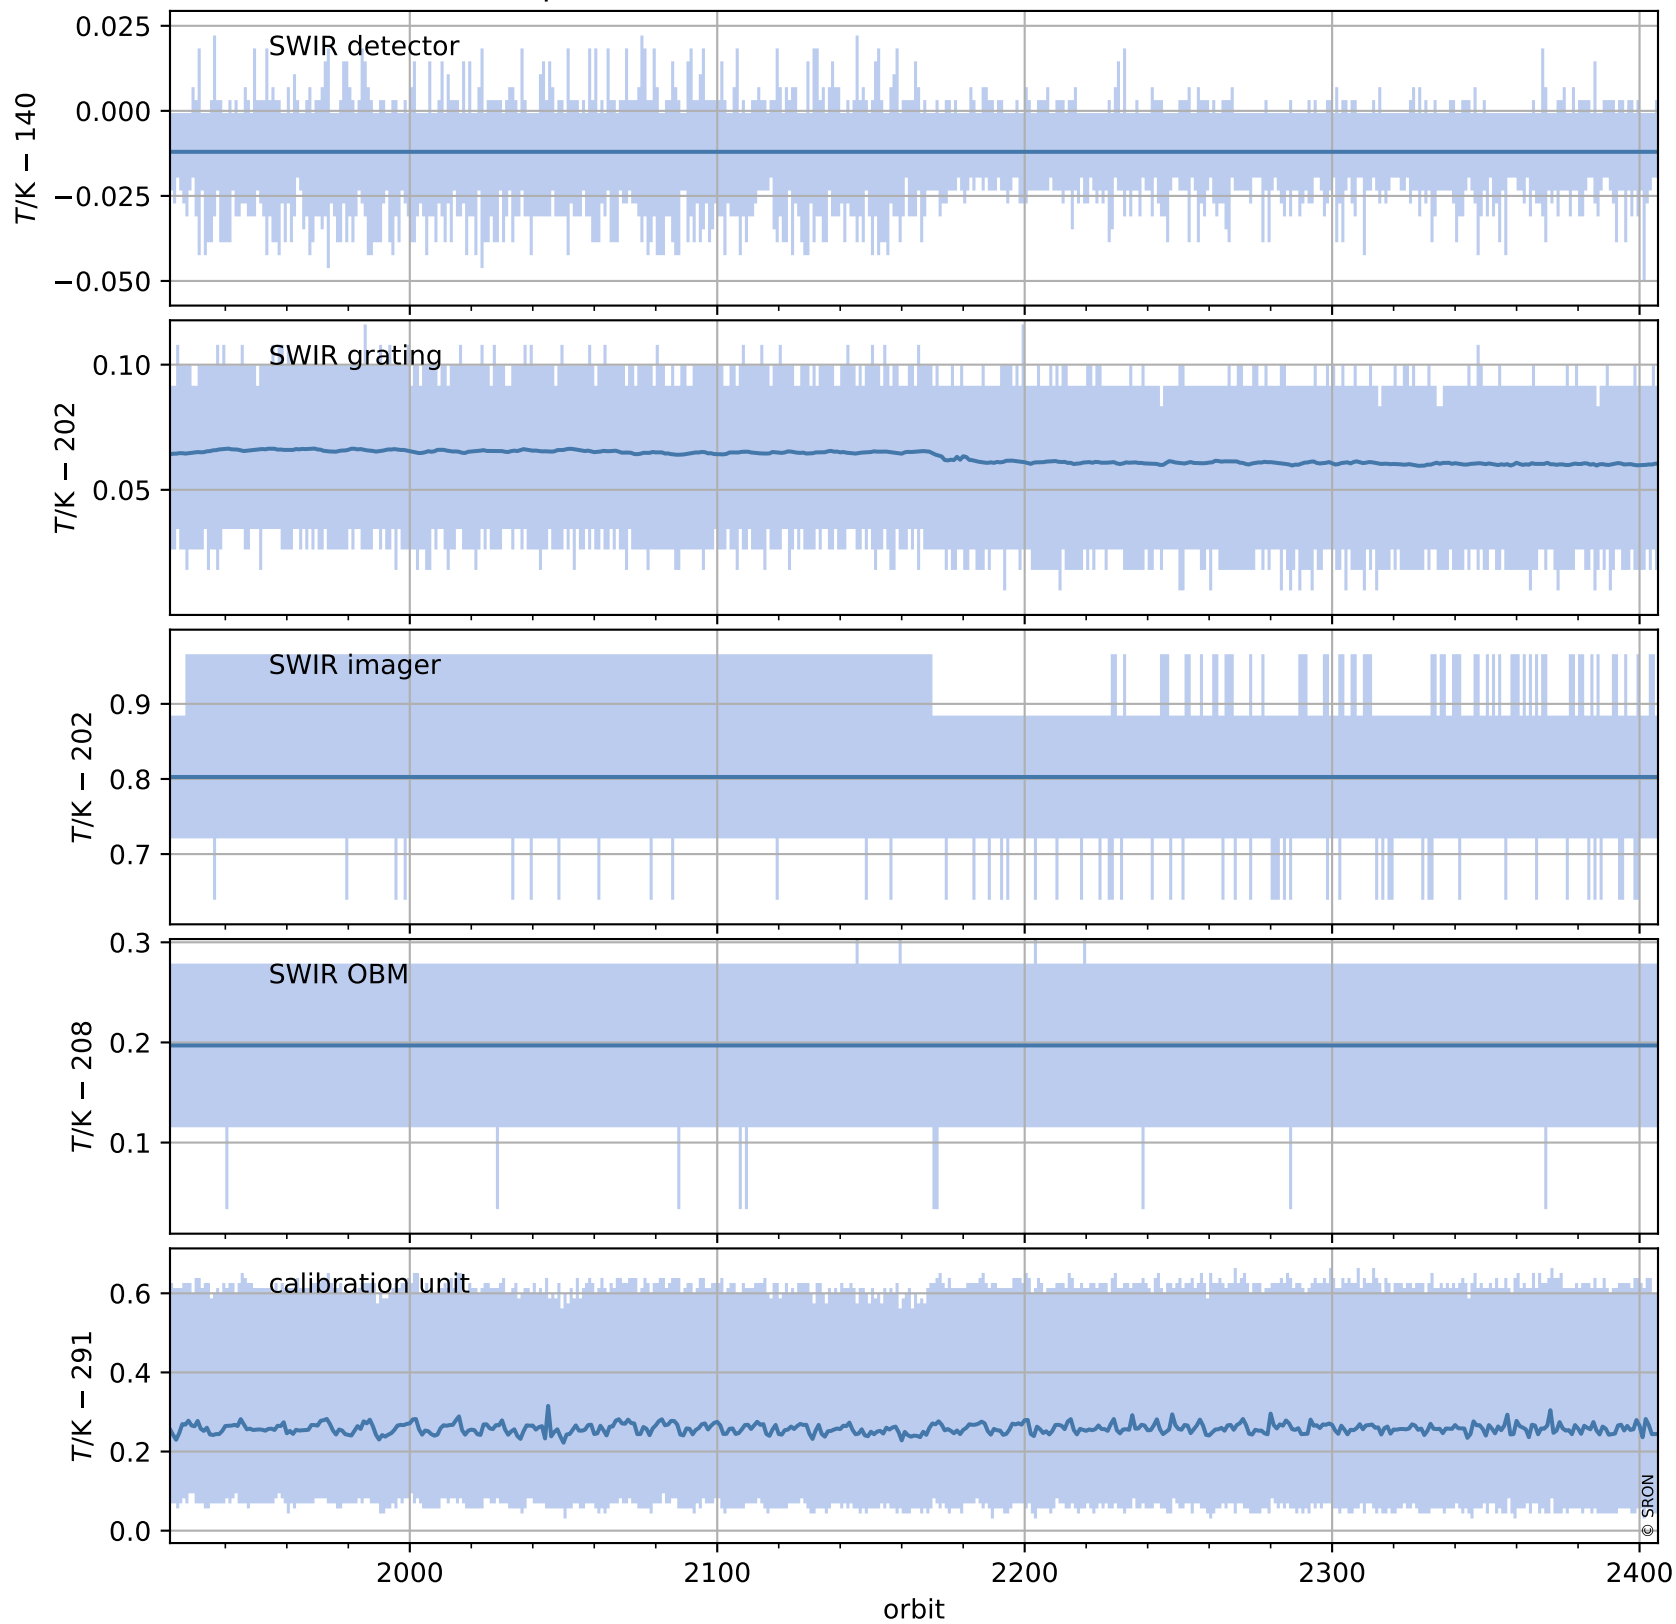 0.025
SWIR detector
0.000
−0.025
−0.050
T/K − 140
SWIR grating
0.10
0.05
T/K − 202
SWIR imager
0.9
0.8
0.7
T/K − 202
0.3
SWIR OBM
0.2
0.1
T/K − 208
calibration unit
0.6
0.4
0.2
0.0
T/K − 291
© SRON
2000 2100 2200 2300 2400
orbit